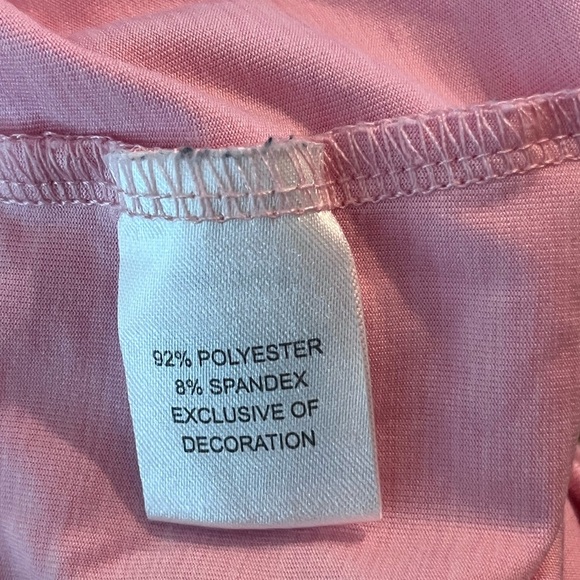 92% POLYESTER
8% SPANDEX
EXCLUSIVE OF
DECORATION